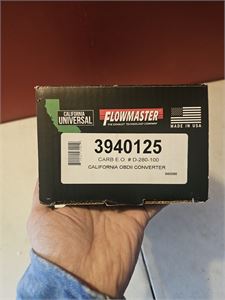 CALIFORNIA
UNIVERSAL
FLOWMASTER
THE EXHAUST TECHNOLOGY COMPANY
MADE IN USA
3940125
CARB E.O. # D-280-100
CALIFORNIA OBDII CONVERTER